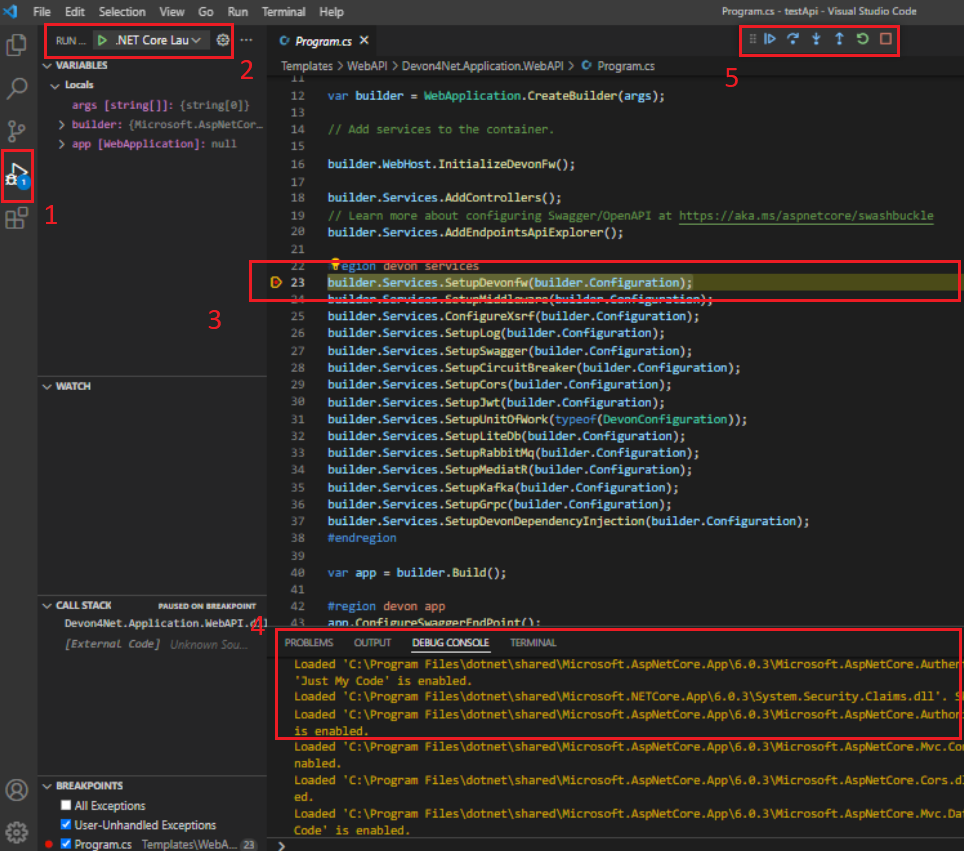 File Edit Selection View Go Run Terminal Help
Program.cs - testApi - Visual Studio Code
RUN ... .NET Core Lau
2
VARIABLES
Locals
args [string[]]: {string[0]}
builder: {Microsoft.AspNetCor...
app [WebApplication]: null
1
1
3
WATCH
CALL STACK PAUSED ON BREAKPOINT
Devon4Net.Application.WebAPI.dll
[External Code] Unknown Sou...
BREAKPOINTS
All Exceptions
User-Unhandled Exceptions
Program.cs Templates\WebA... 23
Program.cs
5
Templates > WebAPI > Devon4Net.Application.WebAPI > Program.cs
11
12 var builder = WebApplication.CreateBuilder(args);
13
14 // Add services to the container.
15
16 builder.WebHost.InitializeDevonFw();
17
18 builder.Services.AddControllers();
19 // Learn more about configuring Swagger/OpenAPI at https://aka.ms/aspnetcore/swashbuckle
20 builder.Services.AddEndpointsApiExplorer();
21
22 #region devon services
23 builder.Services.SetupDevonfw(builder.Configuration);
24 builder.Services.SetupMiddleware(builder.Configuration);
25 builder.Services.ConfigureXsrf(builder.Configuration);
26 builder.Services.SetupLog(builder.Configuration);
27 builder.Services.SetupSwagger(builder.Configuration);
28 builder.Services.SetupCircuitBreaker(builder.Configuration);
29 builder.Services.SetupCors(builder.Configuration);
30 builder.Services.SetupJwt(builder.Configuration);
31 builder.Services.SetupUnitOfWork(typeof(DevonConfiguration));
32 builder.Services.SetupLiteDb(builder.Configuration);
33 builder.Services.SetupRabbitMq(builder.Configuration);
34 builder.Services.SetupMediatR(builder.Configuration);
35 builder.Services.SetupKafka(builder.Configuration);
36 builder.Services.SetupGrpc(builder.Configuration);
37 builder.Services.SetupDevonDependencyInjection(builder.Configuration);
38 #endregion
39
40 var app = builder.Build();
41
42 #region devon app
43 app.ConfigureSwaggerEndPoint();
4
PROBLEMS OUTPUT DEBUG CONSOLE TERMINAL
Loaded 'C:\Program Files\dotnet\shared\Microsoft.AspNetCore.App\6.0.3\Microsoft.AspNetCore.Authen
'Just My Code' is enabled.
Loaded 'C:\Program Files\dotnet\shared\Microsoft.NETCore.App\6.0.3\System.Security.Claims.dll'. S
Loaded 'C:\Program Files\dotnet\shared\Microsoft.AspNetCore.App\6.0.3\Microsoft.AspNetCore.Author
is enabled.
Loaded 'C:\Program Files\dotnet\shared\Microsoft.AspNetCore.App\6.0.3\Microsoft.AspNetCore.Mvc.Co
nabled.
Loaded 'C:\Program Files\dotnet\shared\Microsoft.AspNetCore.App\6.0.3\Microsoft.AspNetCore.Cors.d
ed.
Loaded 'C:\Program Files\dotnet\shared\Microsoft.AspNetCore.App\6.0.3\Microsoft.AspNetCore.Mvc.Dat
Code' is enabled.